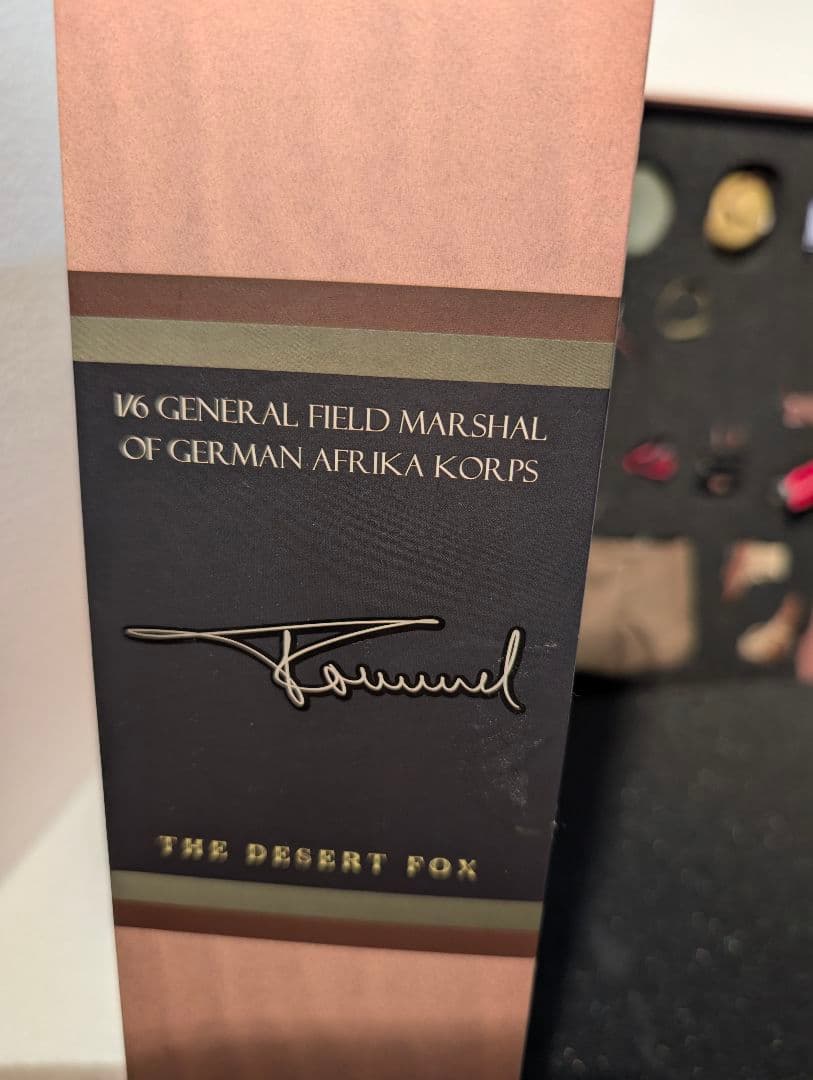 1/6 GENERAL FIELD MARSHAL
OF GERMAN AFRIKA KORPS
Rommel
THE DESERT FOX